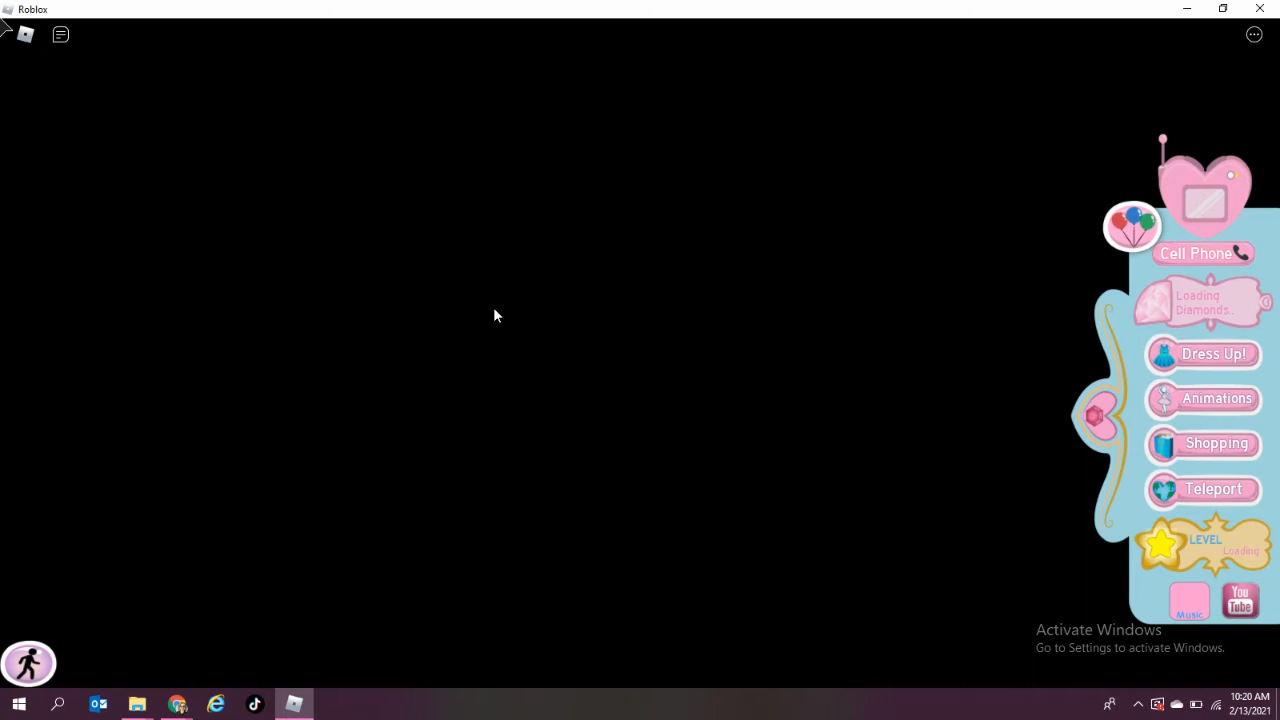 Roblox
Cell Phone
Loading
Diamonds..
Dress Up!
Animations
Shopping
Teleport
LEVEL
Loading
Music
You
Tube
Activate Windows
Go to Settings to activate Windows.
10:20 AM
2/13/2021